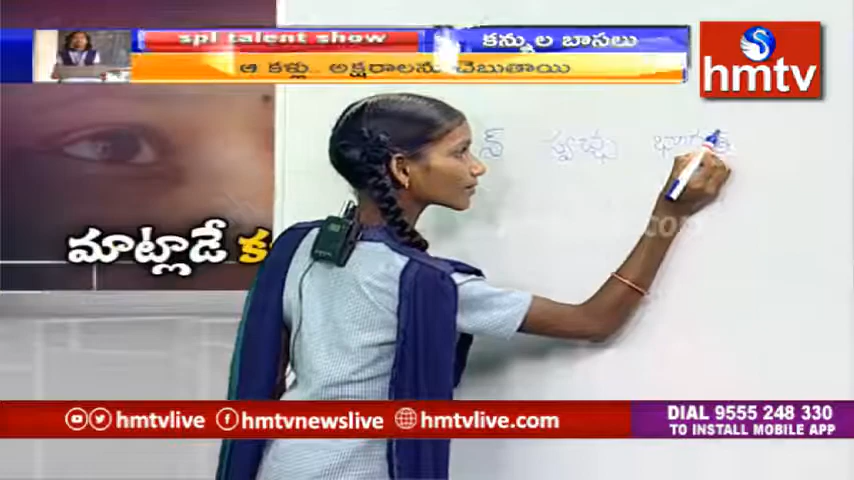 spl talent show
కన్నుల బాసలు
hmtv
ఆ కళ్లు.. అక్షరాలను చెబుతాయి
స్వచ్ఛ
మాట్లాడే
hmtvlive
hmtvnewslive
hmtvlive.com
DIAL 9555 248 330
TO INSTALL MOBILE APP